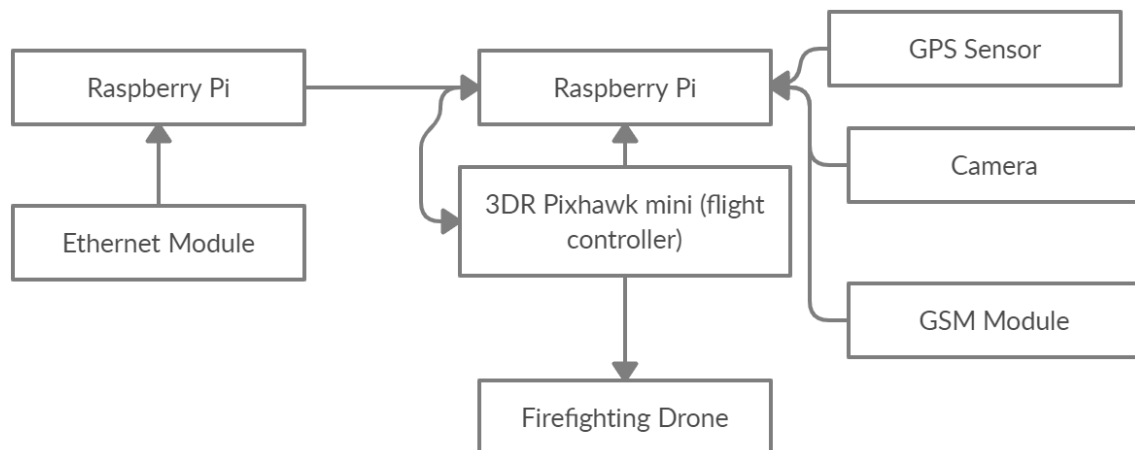 GPS Sensor
Raspberry Pi
Raspberry Pi
Camera
3DR Pixhawk mini (flight
controller)
Ethernet Module
GSM Module
Firefighting Drone